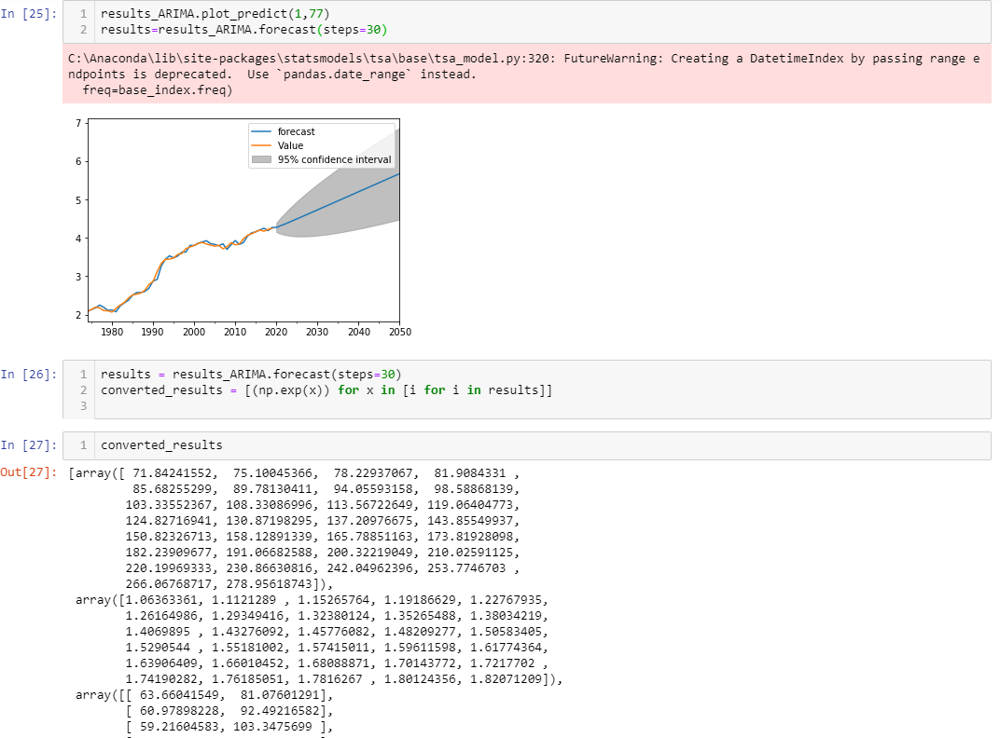 In [25]:
1 results_ARIMA.plot_predict(1,77)
2 results=results_ARIMA.forecast(steps=30)
C:\Anaconda\lib\site-packages\statsmodels\tsa\base\tsa_model.py:320: FutureWarning: Creating a DatetimeIndex by passing range e
ndpoints is deprecated.  Use `pandas.date_range` instead.
  freq=base_index.freq)
forecast
Value
95% confidence interval
7
6
5
4
3
2
1980 1990 2000 2010 2020 2030 2040 2050
In [26]:
1 results = results_ARIMA.forecast(steps=30)
2 converted_results = [(np.exp(x)) for x in [i for i in results]]
3
In [27]:
1 converted_results
Out[27]: [array([ 71.84241552,  75.10045366,  78.22937067,  81.9084331 ,
85.68255299,  89.78130411,  94.05593158,  98.58868139,
103.33552367, 108.33086996, 113.56722649, 119.06404773,
124.82716941, 130.87198295, 137.20976675, 143.85549937,
150.82326713, 158.12891339, 165.78851163, 173.81928098,
182.23909677, 191.06682588, 200.32219049, 210.02591125,
220.19969333, 230.86630816, 242.04962396, 253.7746703 ,
266.06768717, 278.95618743]),
array([1.06363361, 1.1121289 , 1.15265764, 1.19186629, 1.22767935,
1.26164986, 1.29349416, 1.32380124, 1.35265488, 1.38034219,
1.4069895 , 1.43276092, 1.45776082, 1.48209277, 1.50583405,
1.5290544 , 1.55181002, 1.57415011, 1.59611598, 1.61774364,
1.63906409, 1.66010452, 1.68088871, 1.70143772, 1.7217702 ,
1.74190282, 1.76185051, 1.7816267 , 1.80124356, 1.82071209]),
array([[ 63.66041549,  81.07601291],
[ 60.97898228,  92.49216582],
[ 59.21604583, 103.3475699 ],